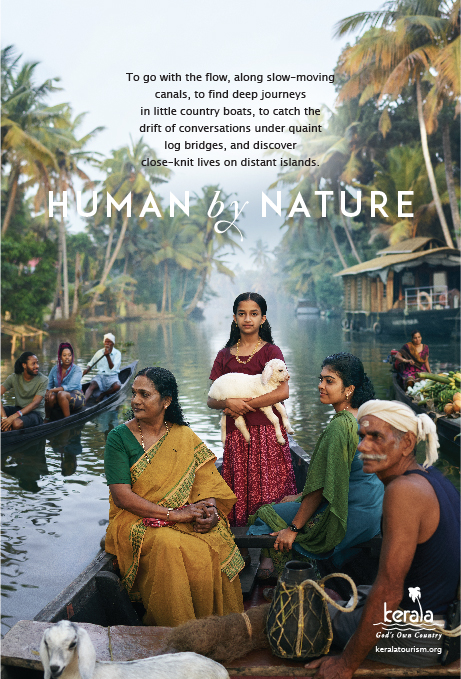 To go with the flow, along slow-moving
canals, to find deep journeys
in little country boats, to catch the
drift of conversations under quaint
log bridges, and discover
close-knit lives on distant islands.
HUMAN by NATURE
kerala
God's Own Country
keralatourism.org